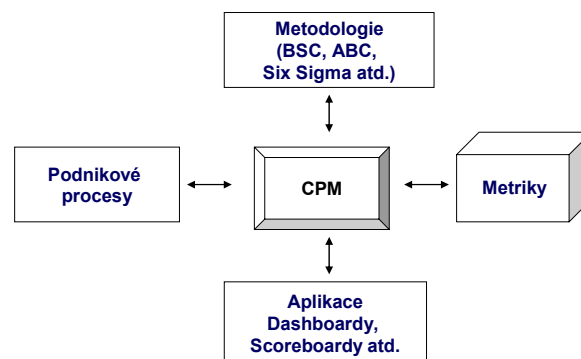 Metodologie
(BSC, ABC,
Six Sigma atd.)
Podnikové
procesy
CPM
Metriky
Aplikace
Dashboardy,
Scoreboardy atd.